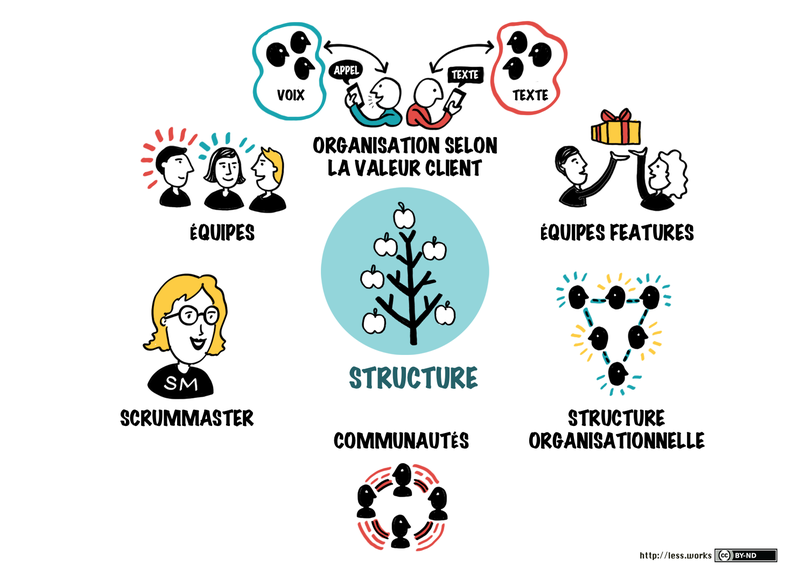 APPEL
TEXTE
VOIX
TEXTE
ORGANISATION SELON
LA VALEUR CLIENT
ÉQUIPES
ÉQUIPES FEATURES
STRUCTURE
SM
SCRUMMASTER
STRUCTURE
ORGANISATIONNELLE
COMMUNAUTÉS
http://less.works
cc BY-ND